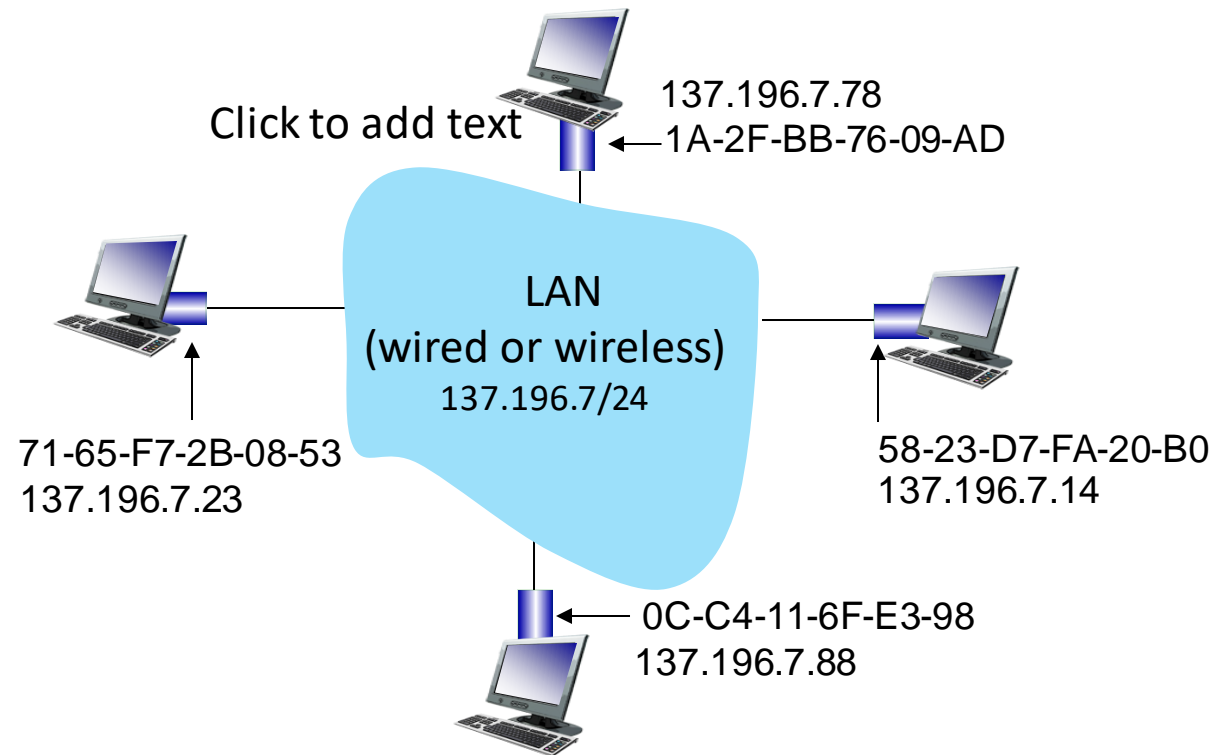 137.196.7.78
Click to add text
1A-2F-BB-76-09-AD
LAN
(wired or wireless)
137.196.7/24
71-65-F7-2B-08-53
137.196.7.23
58-23-D7-FA-20-B0
137.196.7.14
0C-C4-11-6F-E3-98
137.196.7.88